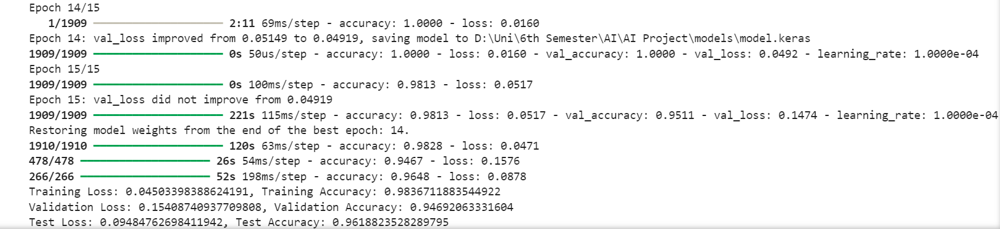 Epoch 14/15
1/1909 ━━━━━━━━━━━━━━━━━━━━ 2:11 69ms/step - accuracy: 1.0000 - loss: 0.0160
Epoch 14: val_loss improved from 0.05149 to 0.04919, saving model to D:\Uni\6th Semester\AI\AI Project\models\model.keras
1909/1909 ━━━━━━━━━━━━━━━━━━━━ 0s 50us/step - accuracy: 1.0000 - loss: 0.0160 - val_accuracy: 1.0000 - val_loss: 0.0492 - learning_rate: 1.0000e-04
Epoch 15/15
1909/1909 ━━━━━━━━━━━━━━━━━━━━ 0s 100ms/step - accuracy: 0.9813 - loss: 0.0517
Epoch 15: val_loss did not improve from 0.04919
1909/1909 ━━━━━━━━━━━━━━━━━━━━ 221s 115ms/step - accuracy: 0.9813 - loss: 0.0517 - val_accuracy: 0.9511 - val_loss: 0.1474 - learning_rate: 1.0000e-04
Restoring model weights from the end of the best epoch: 14.
1910/1910 ━━━━━━━━━━━━━━━━━━━━ 120s 63ms/step - accuracy: 0.9828 - loss: 0.0471
478/478 ━━━━━━━━━━━━━━━━━━━━ 26s 54ms/step - accuracy: 0.9467 - loss: 0.1576
266/266 ━━━━━━━━━━━━━━━━━━━━ 52s 198ms/step - accuracy: 0.9648 - loss: 0.0878
Training Loss: 0.04503398388624191, Training Accuracy: 0.9836711883544922
Validation Loss: 0.15408740937709808, Validation Accuracy: 0.94692063331604
Test Loss: 0.09484762698411942, Test Accuracy: 0.9618823528289795